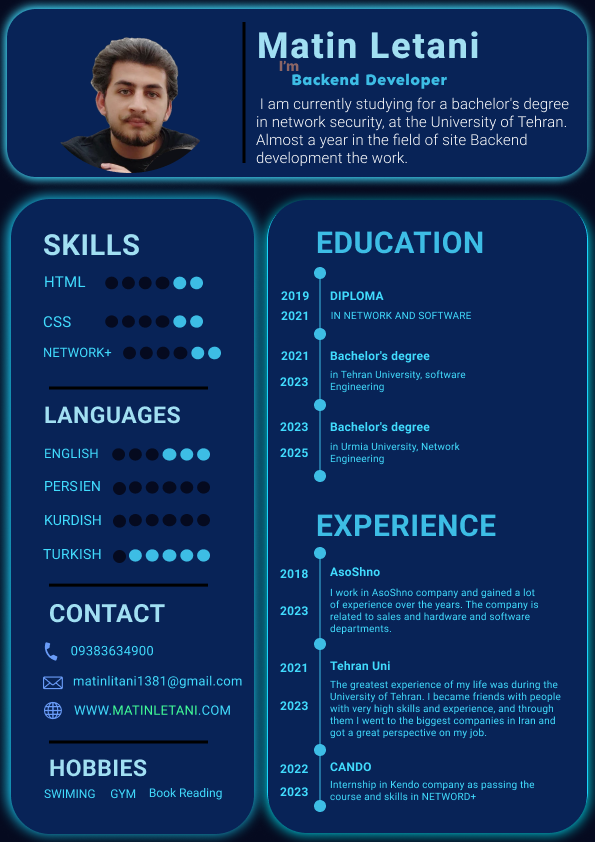 Matin Letani
I'm
Backend Developer
I am currently studying for a bachelor's degree
in network security, at the University of Tehran.
Almost a year in the field of site Backend
development the work.
SKILLS
HTML
CSS
NETWORK+
LANGUAGES
ENGLISH
PERSIEN
KURDISH
TURKISH
CONTACT
09383634900
matinlitani1381@gmail.com
WWW.MATINLETANI.COM
HOBBIES
SWIMING GYM Book Reading
EDUCATION
2019 DIPLOMA
2021 IN NETWORK AND SOFTWARE
2021 Bachelor's degree
2023 in Tehran University, software
Engineering
2023 Bachelor's degree
2025 in Urmia University, Network
Engineering
EXPERIENCE
2018 AsoShno
I work in AsoShno company and gained a lot
2023 of experience over the years. The company is
related to sales and hardware and software
departments.
2021 Tehran Uni
The greatest experience of my life was during the
University of Tehran. I became friends with people
2023 with very high skills and experience, and through
them I went to the biggest companies in Iran and
got a great perspective on my job.
2022 CANDO
2023 Internship in Kendo company as passing the
course and skills in NETWORD+